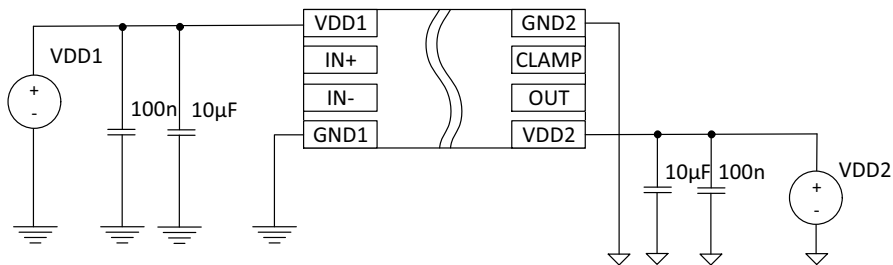 VDD1
VDD1
GND2
IN+
CLAMP
IN-
OUT
GND1
VDD2
+
-
100n
10μF
10μF
100n
VDD2
+
-